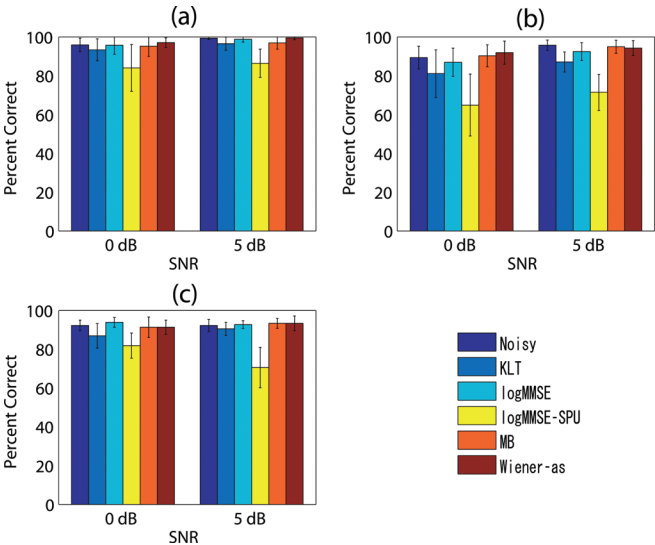 (a)
100
80
60
40
20
0
Percent Correct
0 dB
5 dB
SNR
(b)
100
80
60
40
20
0
Percent Correct
0 dB
5 dB
SNR
(c)
100
80
60
40
20
0
Percent Correct
0 dB
5 dB
SNR
Noisy
KLT
logMMSE
logMMSE-SPU
MB
Wiener-as